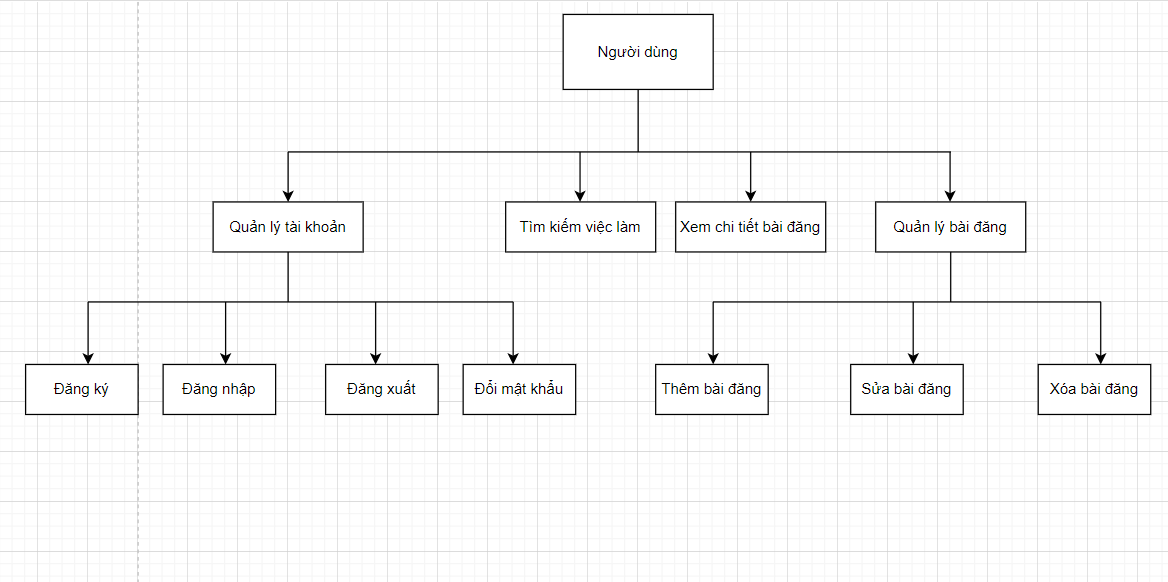 Người dùng
Quản lý tài khoản
Tìm kiếm việc làm
Xem chi tiết bài đăng
Quản lý bài đăng
Đăng ký
Đăng nhập
Đăng xuất
Đổi mật khẩu
Thêm bài đăng
Sửa bài đăng
Xóa bài đăng